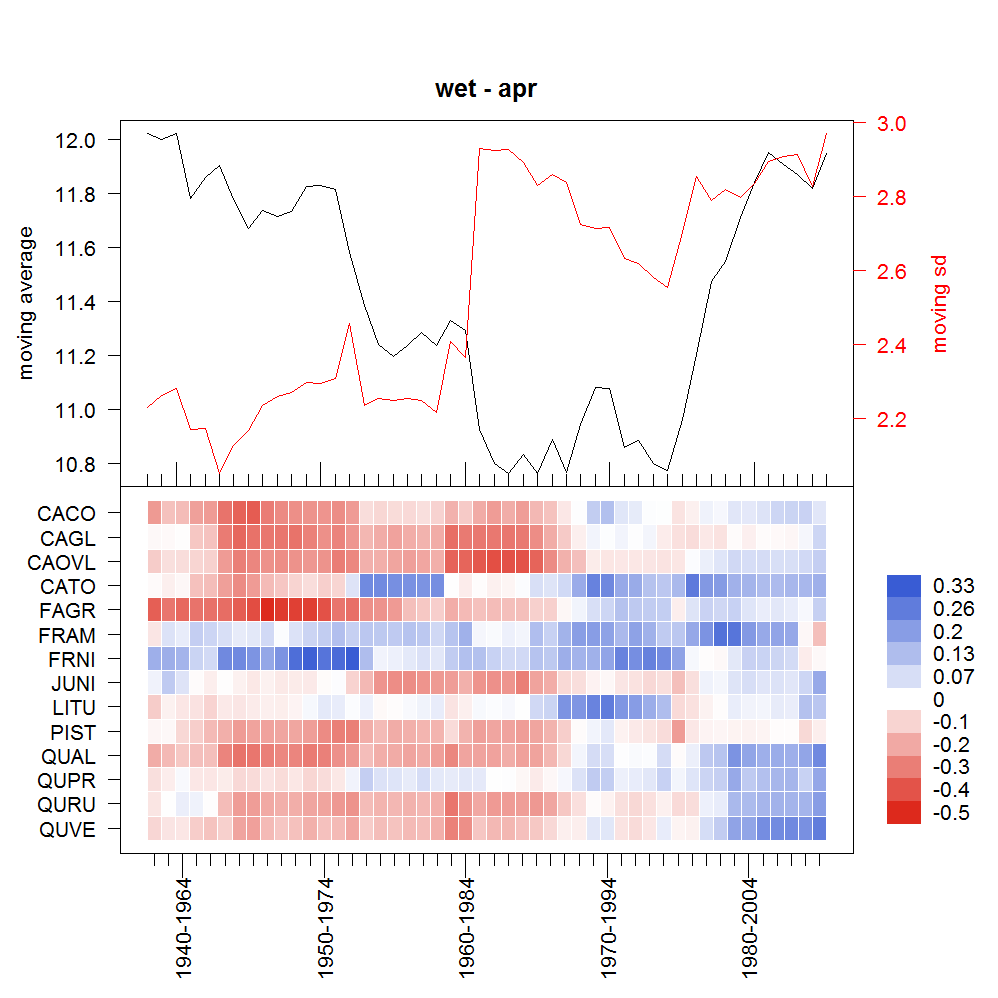 wet - apr
12.0
11.8
11.6
11.4
11.2
11.0
10.8
moving average
3.0
2.8
2.6
2.4
2.2
moving sd
CACO
CAGL
CAOVL
CATO
FAGR
FRAM
FRNI
JUNI
LITU
PIST
QUAL
QUPR
QURU
QUVE
0.33
0.26
0.2
0.13
0.07
0
-0.1
-0.2
-0.3
-0.4
-0.5
1940-1964
1950-1974
1960-1984
1970-1994
1980-2004